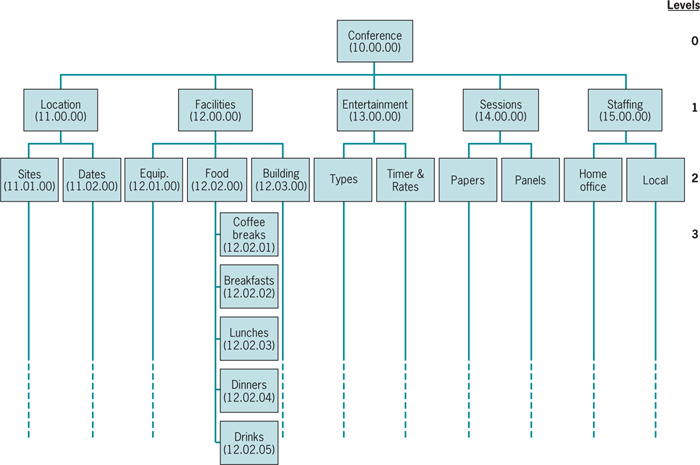 Levels
Conference
(10.00.00)
0
Location
(11.00.00)
Facilities
(12.00.00)
Entertainment
(13.00.00)
Sessions
(14.00.00)
Staffing
(15.00.00)
1
Sites
(11.01.00)
Dates
(11.02.00)
Equip.
(12.01.00)
Food
(12.02.00)
Building
(12.03.00)
Types
Timer &
Rates
Papers
Panels
Home
office
Local
2
Coffee
breaks
(12.02.01)
3
Breakfasts
(12.02.02)
Lunches
(12.02.03)
Dinners
(12.02.04)
Drinks
(12.02.05)